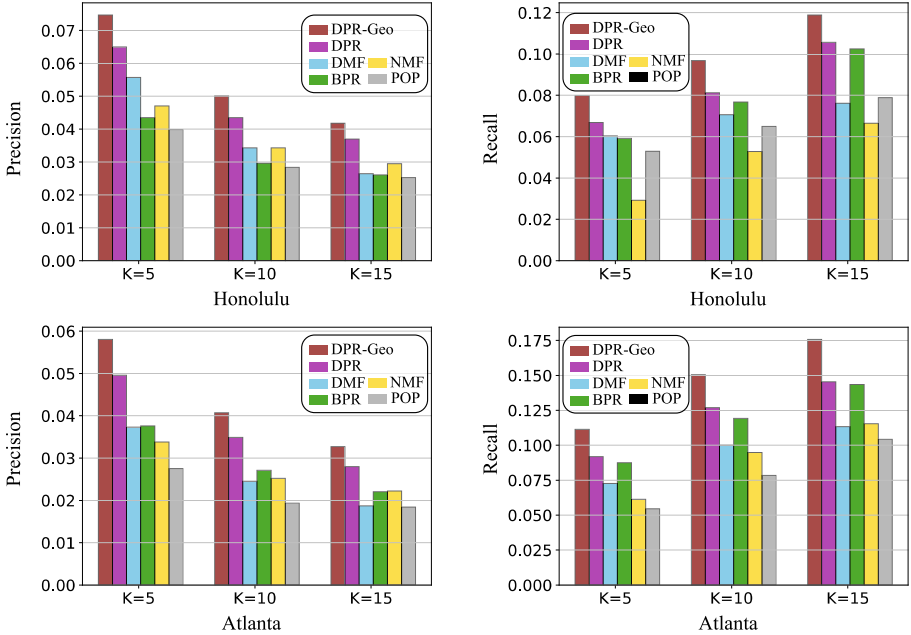 0.07
0.06
0.05
0.04
0.03
0.02
0.01
0.00
Precision
DPR-Geo
DPR
DMF NMF
BPR POP
K=5 K=10 K=15
Honolulu
0.12
0.10
0.08
0.06
0.04
0.02
0.00
Recall
DPR-Geo
DPR
DMF NMF
BPR POP
K=5 K=10 K=15
Honolulu
0.06
0.05
0.04
0.03
0.02
0.01
0.00
Precision
DPR-Geo
DPR
DMF NMF
BPR POP
K=5 K=10 K=15
Atlanta
0.175
0.150
0.125
0.100
0.075
0.050
0.025
0.000
Recall
DPR-Geo
DPR
DMF NMF
BPR POP
K=5 K=10 K=15
Atlanta